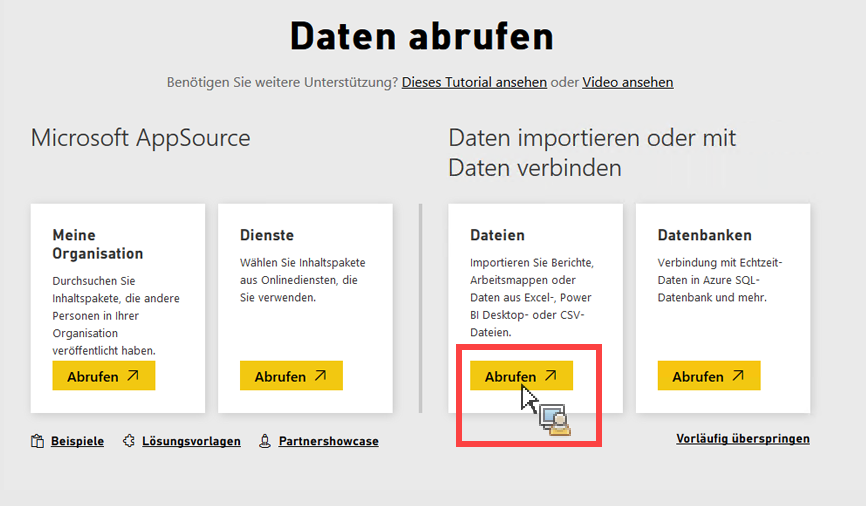 Daten abrufen
Benötigen Sie weitere Unterstützung? Dieses Tutorial ansehen oder Video ansehen
Microsoft AppSource
Meine
Organisation
Durchsuchen Sie
Inhaltspakete, die andere
Personen in Ihrer
Organisation
veröffentlicht haben.
Abrufen
Dienste
Wählen Sie Inhaltspakete
aus Onlinediensten, die
Sie verwenden.
Abrufen
Beispiele
Lösungsvorlagen
Partnershowcase
Daten importieren oder mit
Daten verbinden
Dateien
Importieren Sie Berichte,
Arbeitsmappen oder
Daten aus Excel-, Power
BI Desktop- oder CSV-
Dateien.
Abrufen
Datenbanken
Verbindung mit Echtzeit-
Daten in Azure SQL-
Datenbank und mehr.
Abrufen
Vorläufig überspringen